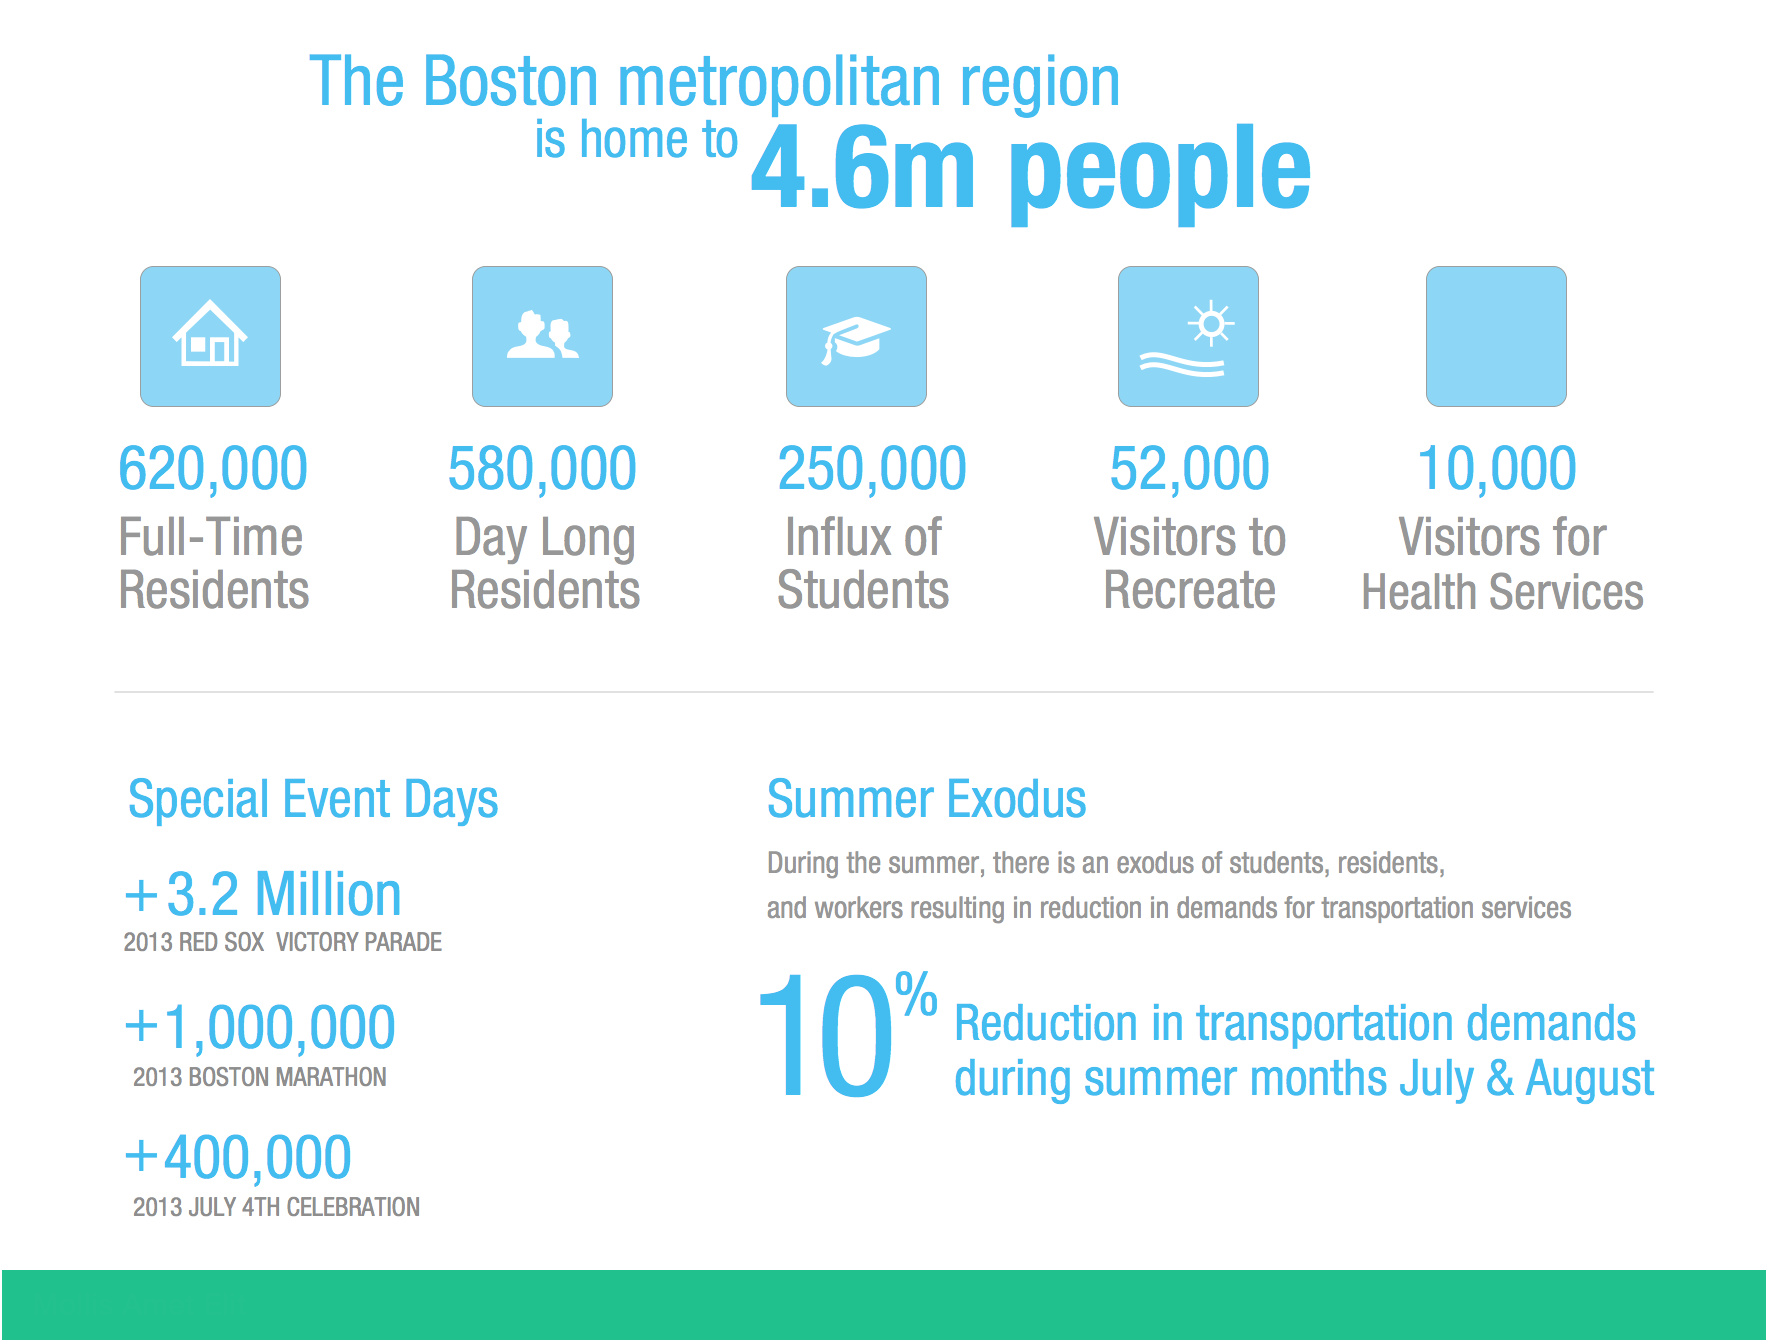 The Boston metropolitan region
is home to 4.6m people
620,000
Full-Time
Residents
580,000
Day Long
Residents
250,000
Influx of
Students
52,000
Visitors to
Recreate
10,000
Visitors for
Health Services
Special Event Days
+3.2 Million
2013 RED SOX VICTORY PARADE
+1,000,000
2013 BOSTON MARATHON
+400,000
2013 JULY 4TH CELEBRATION
Summer Exodus
During the summer, there is an exodus of students, residents,
and workers resulting in reduction in demands for transportation services
10%
Reduction in transportation demands
during summer months July & August